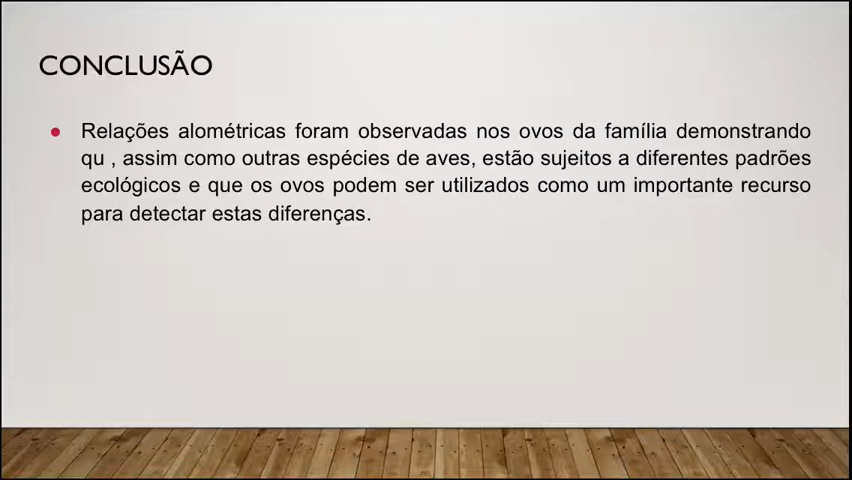 CONCLUSÃO
Relações alométricas foram observadas nos ovos da família demonstrando
qu , assim como outras espécies de aves, estão sujeitos a diferentes padrões
ecológicos e que os ovos podem ser utilizados como um importante recurso
para detectar estas diferenças.